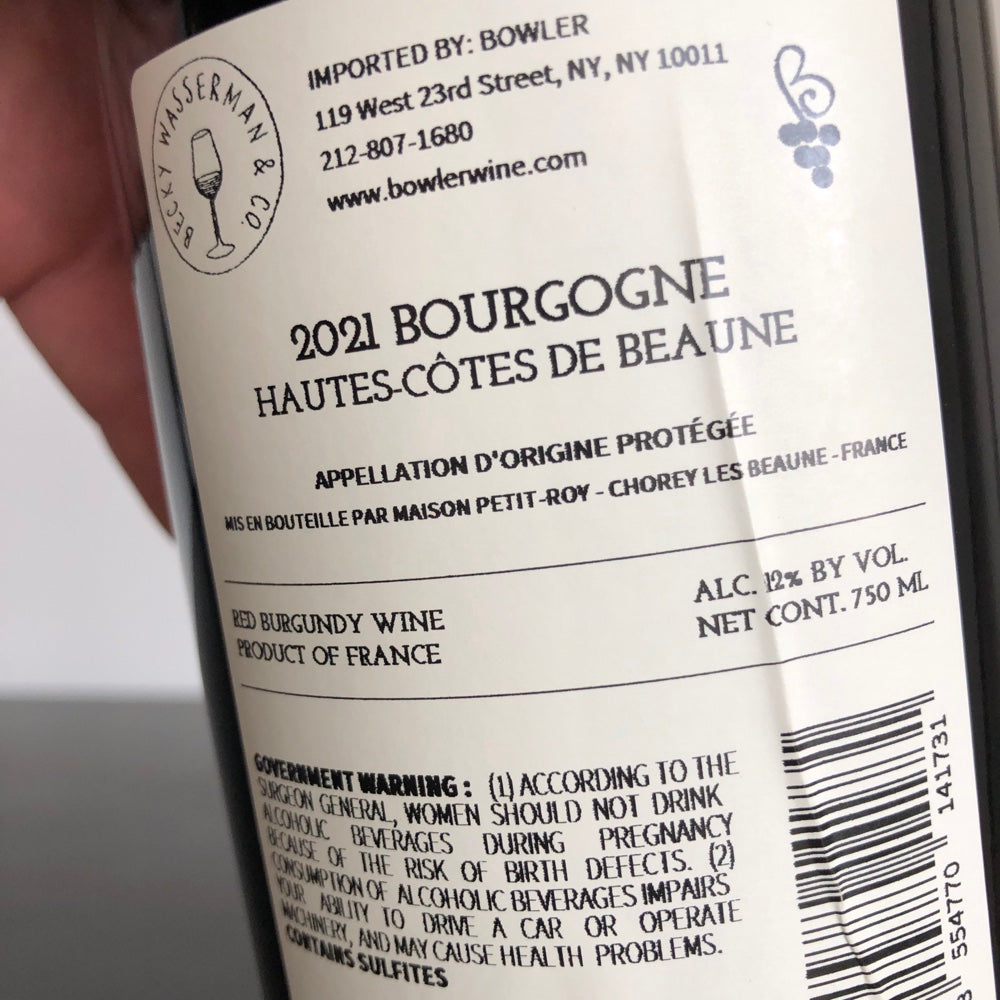 BECKY WASSERMAN & CO.
IMPORTED BY: BOWLER
119 West 23rd Street, NY, NY 10011
212-807-1680
www.bowlerwine.com
B
2021 BOURGOGNE
HAUTES-CÔTES DE BEAUNE
APPELLATION D'ORIGINE PROTÉGÉE
MIS EN BOUTEILLE PAR MAISON PETIT-ROY - CHOREY LES BEAUNE - FRANCE
RED BURGUNDY WINE
PRODUCT OF FRANCE
ALC. 12% BY VOL.
NET CONT. 750 ML
GOVERNMENT WARNING : (1) ACCORDING TO THE
SURGEON GENERAL, WOMEN SHOULD NOT DRINK
ALCOHOLIC BEVERAGES DURING PREGNANCY
BECAUSE OF THE RISK OF BIRTH DEFECTS. (2)
CONSUMPTION OF ALCOHOLIC BEVERAGES IMPAIRS
YOUR ABILITY TO DRIVE A CAR OR OPERATE
MACHINERY, AND MAY CAUSE HEALTH PROBLEMS.
CONTAINS SULFITES
554770 141731